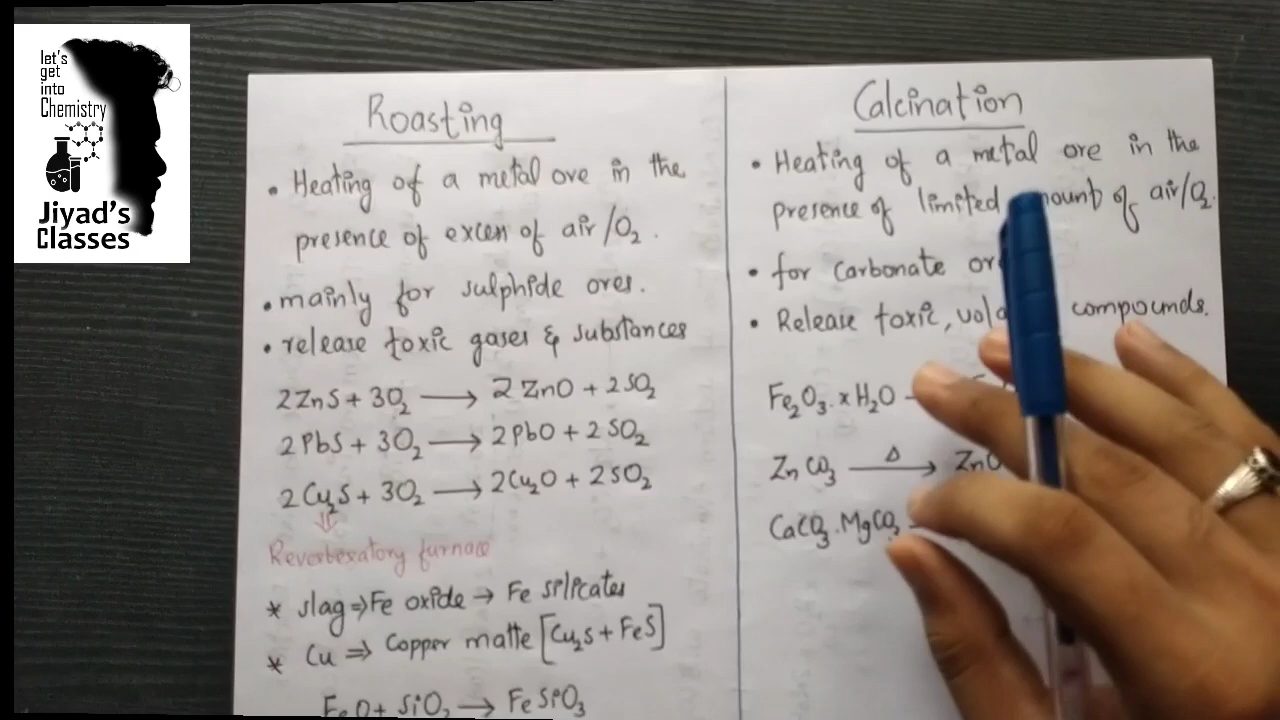 let's
get
into
Chemistry
Jiyad's
Classes
Roasting
• Heating of a metal ore in the
presence of excess of air/O₂.
• mainly for sulphide ores.
• release toxic gases & substances
2ZnS + 3O₂ → 2ZnO + 2SO₂
2PbS + 3O₂ → 2PbO + 2SO₂
2Cu₂S + 3O₂ → 2Cu₂O + 2SO₂
⇓
Reverberatory furnace
* slag ⇒ Fe oxide → Fe silicates
* Cu ⇒ Copper matte [Cu₂S + FeS]
FeO + SiO₂ → FeSiO₃
Calcination
• Heating of a metal ore in the
presence of limited air/O₂.
• for carbonate
• Release toxic, compounds.
Fe₂O₃.xH₂O
ZnCO₃ —Δ→ ZnO
CaCO₃.MgCO₃